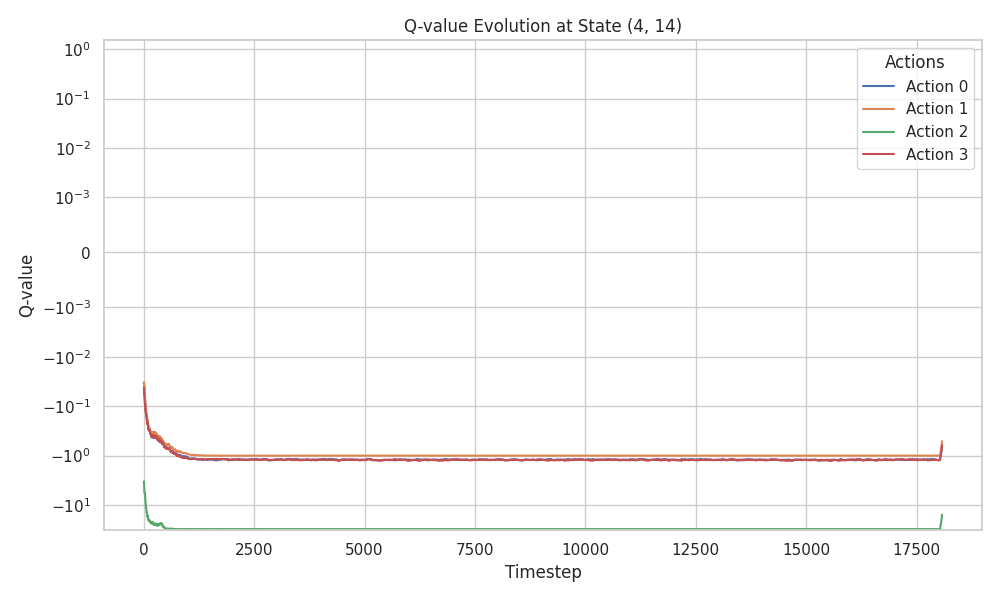 Q-value Evolution at State (4, 14)
10⁰
10⁻¹
10⁻²
10⁻³
0
−10⁻³
−10⁻²
−10⁻¹
−10⁰
−10¹
Q-value
Actions
Action 0
Action 1
Action 2
Action 3
0 2500 5000 7500 10000 12500 15000 17500
Timestep